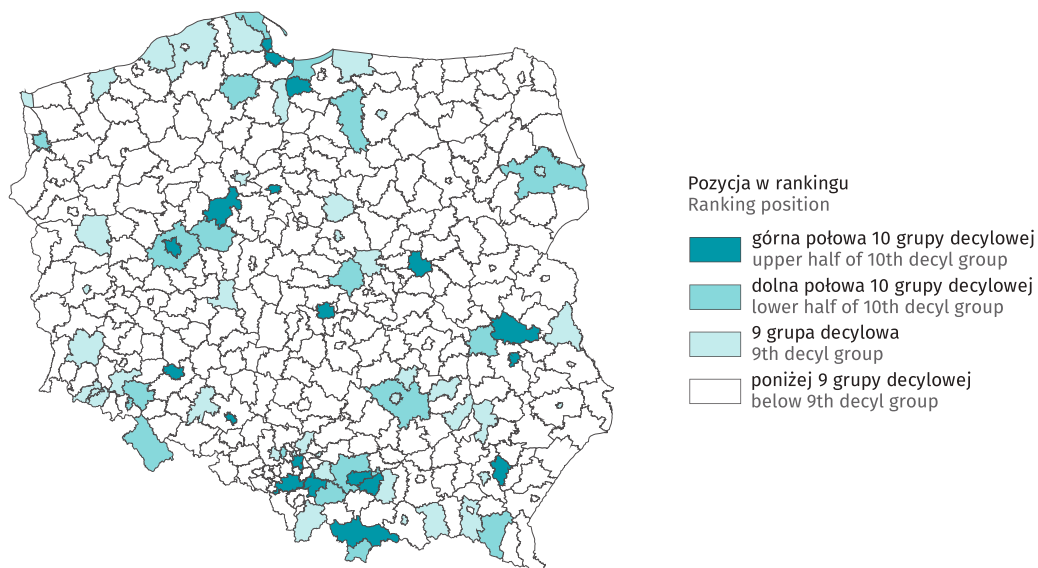 Pozycja w rankingu
Ranking position
górna połowa 10 grupy decylowej
upper half of 10th decyl group
dolna połowa 10 grupy decylowej
lower half of 10th decyl group
9 grupa decylowa
9th decyl group
poniżej 9 grupy decylowej
below 9th decyl group